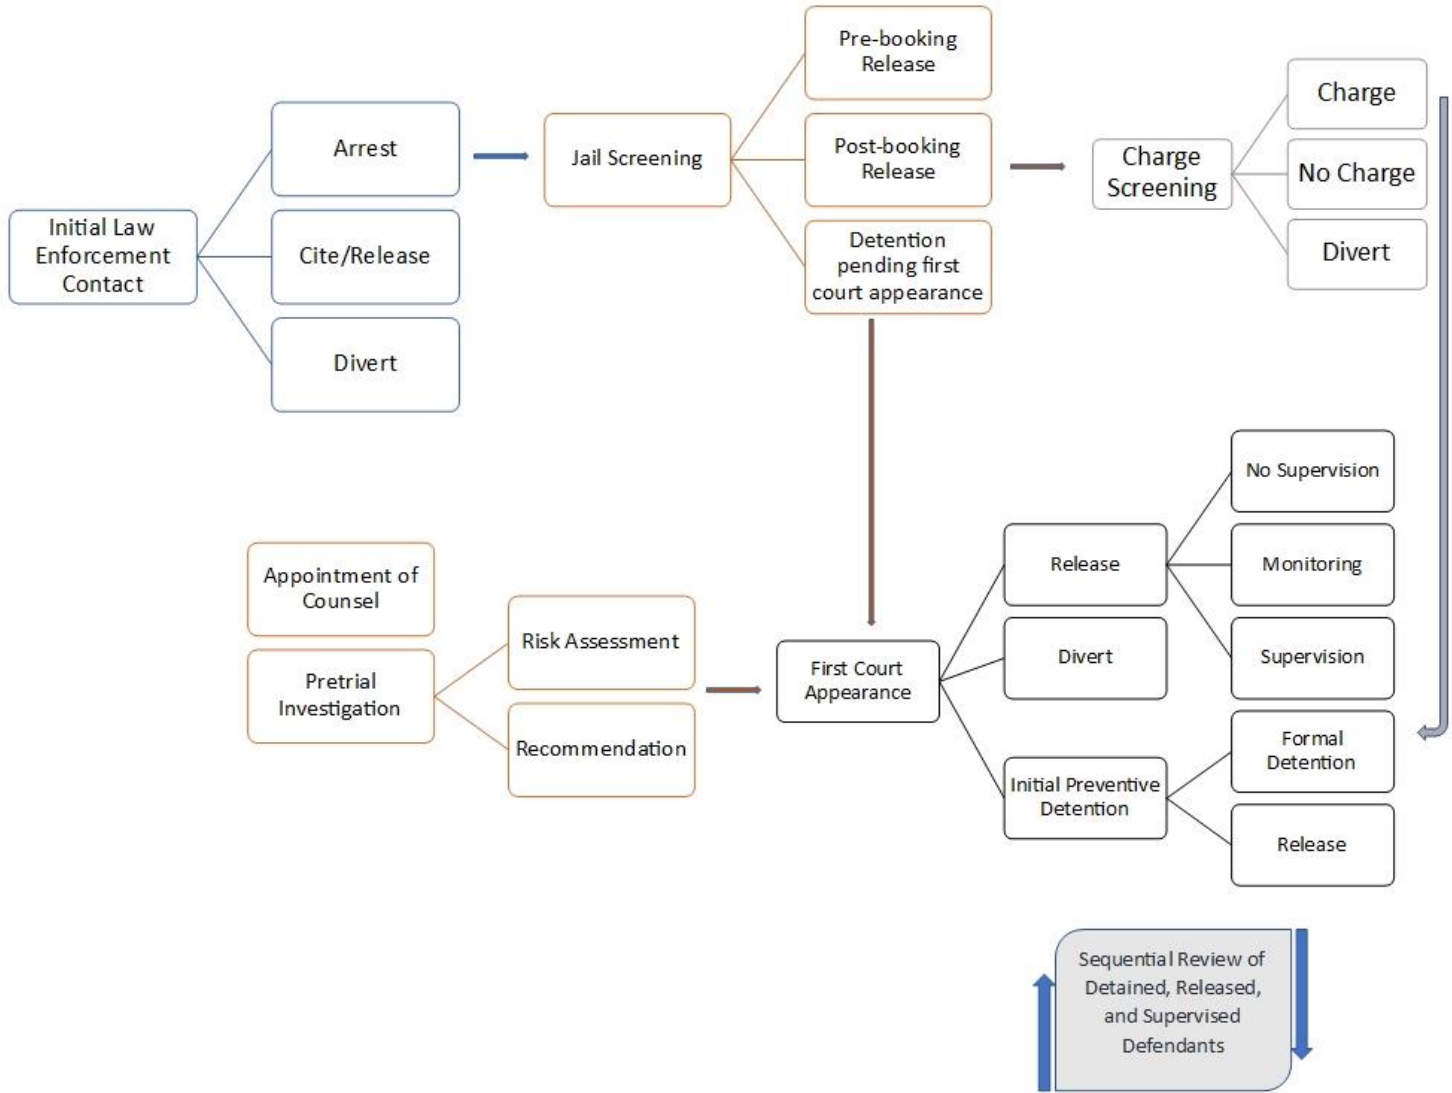 Pre-booking
Release
Charge
Arrest
Jail Screening
Post-booking
Release
Charge
Screening
No Charge
Initial Law
Enforcement
Contact
Cite/Release
Detention
pending first
court appearance
Divert
Divert
No Supervision
Appointment of
Counsel
Release
Monitoring
Risk Assessment
First Court
Appearance
Divert
Supervision
Pretrial
Investigation
Recommendation
Formal
Detention
Initial Preventive
Detention
Release
Sequential Review of
Detained, Released,
and Supervised
Defendants